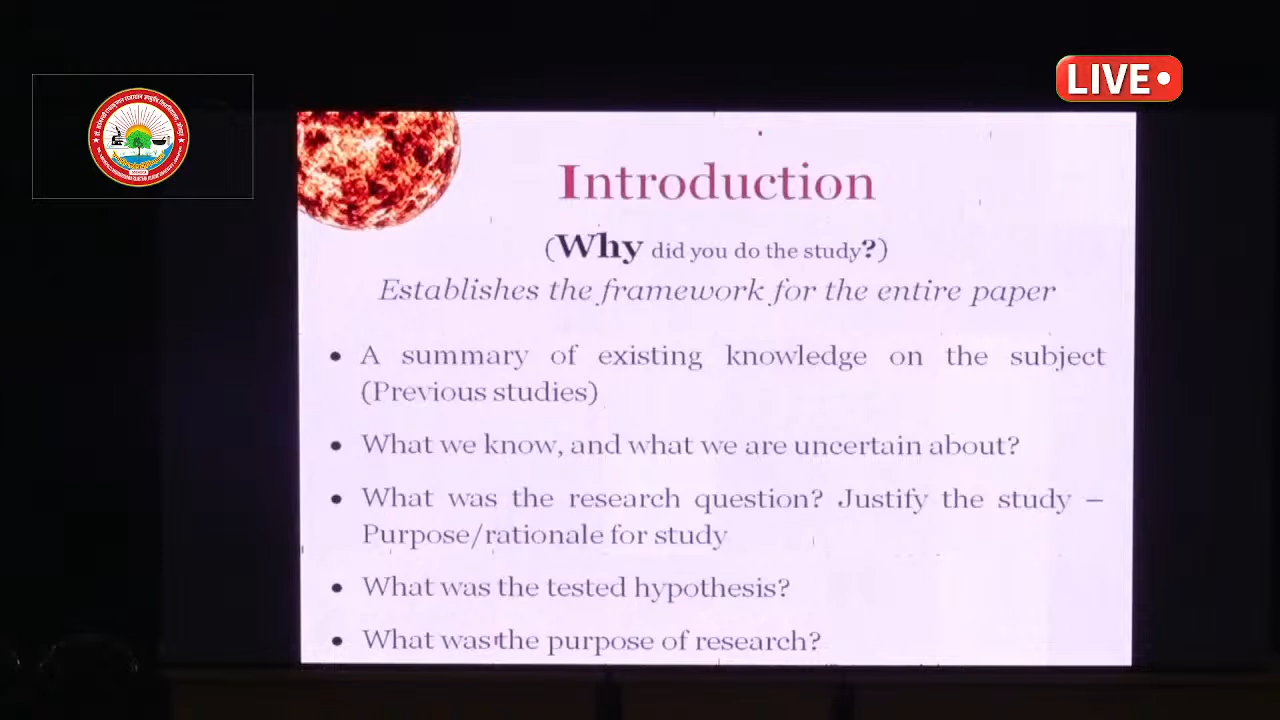 LIVE
Introduction
(Why did you do the study?)
Establishes the framework for the entire paper
• A summary of existing knowledge on the subject
(Previous studies)
• What we know, and what we are uncertain about?
• What was the research question? Justify the study –
Purpose/rationale for study
• What was the tested hypothesis?
• What was the purpose of research?